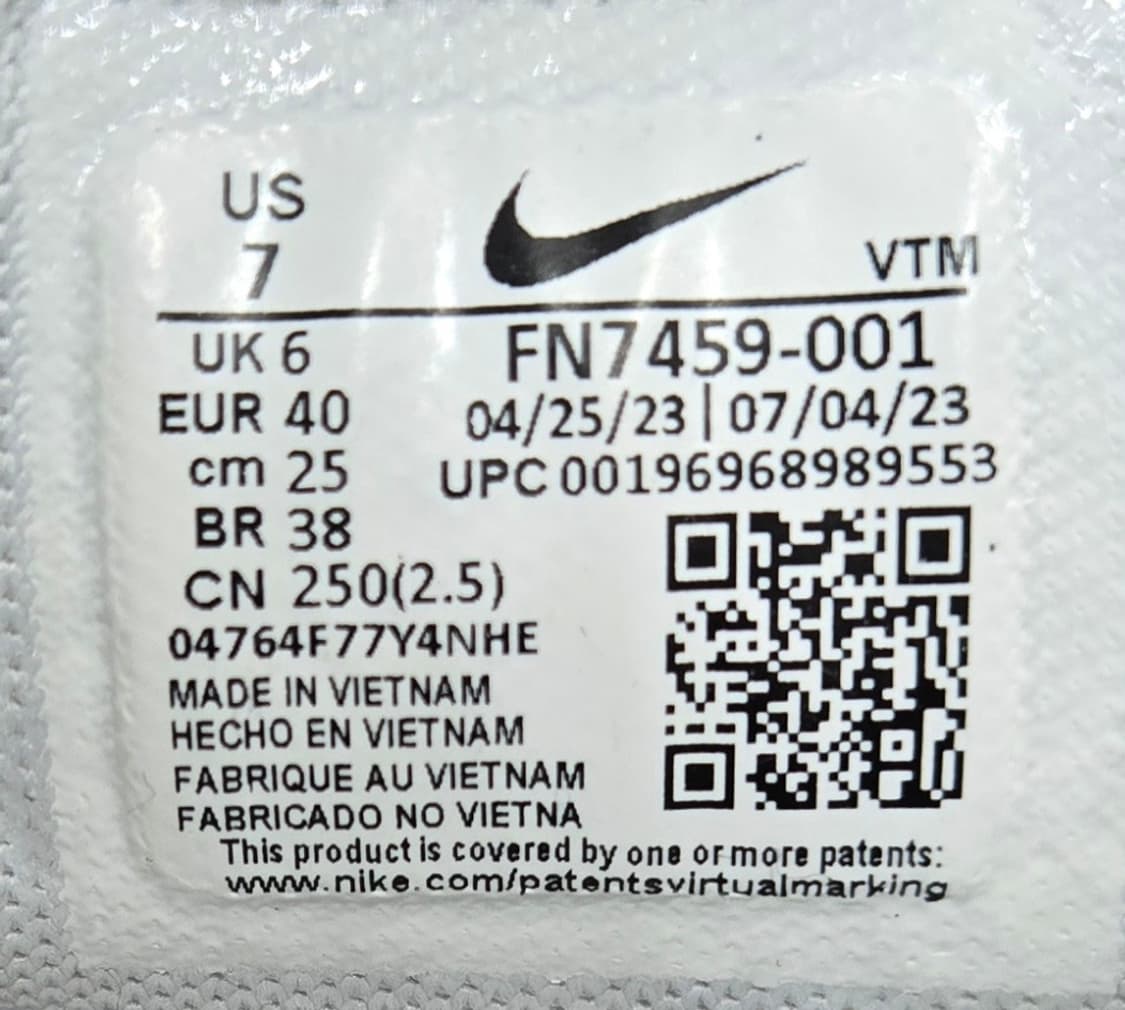 US
7
VTM
UK 6
EUR 40
cm 25
BR 38
CN 250(2.5)
FN7459-001
04/25/23 | 07/04/23
UPC 00196968989553
04764F77Y4NHE
MADE IN VIETNAM
HECHO EN VIETNAM
FABRIQUE AU VIETNAM
FABRICADO NO VIETNA
This product is covered by one or more patents:
www.nike.com/patentsvirtualmarking